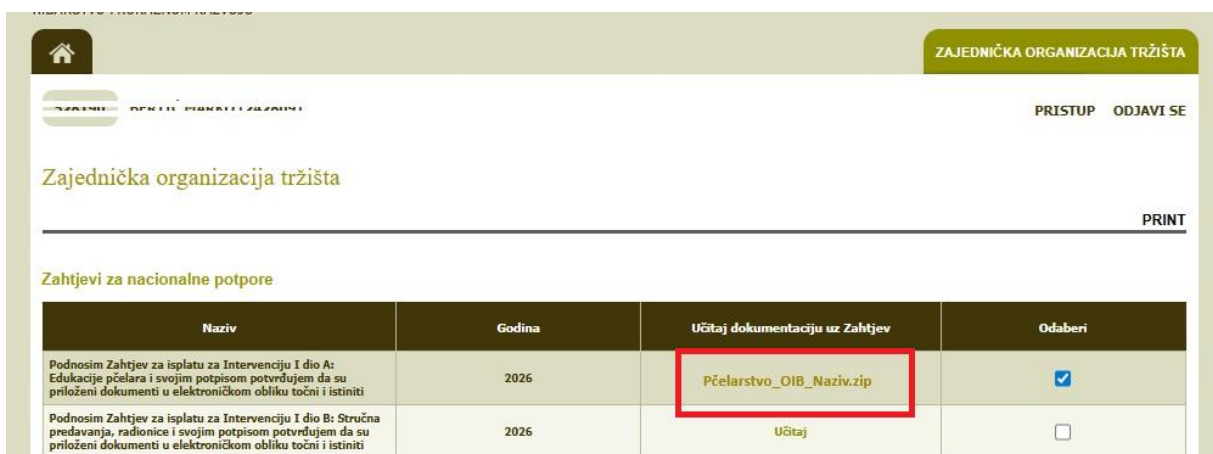 ZAJEDNIČKA ORGANIZACIJA TRŽIŠTA
PRISTUP ODJAVI SE
Zajednička organizacija tržišta
PRINT
Zahtjevi za nacionalne potpore
Naziv Godina Učitaj dokumentaciju uz Zahtjev Odaberi
Podnosim Zahtjev za isplatu za Intervenciju I dio A:
Edukacije pčelara i svojim potpisom potvrđujem da su
priloženi dokumenti u elektroničkom obliku točni i istiniti
2026
Pčelarstvo_OIB_Naziv.zip
Podnosim Zahtjev za isplatu za Intervenciju I dio B: Stručna
predavanja, radionice i svojim potpisom potvrđujem da su
priloženi dokumenti u elektroničkom obliku točni i istiniti
2026
Učitaj